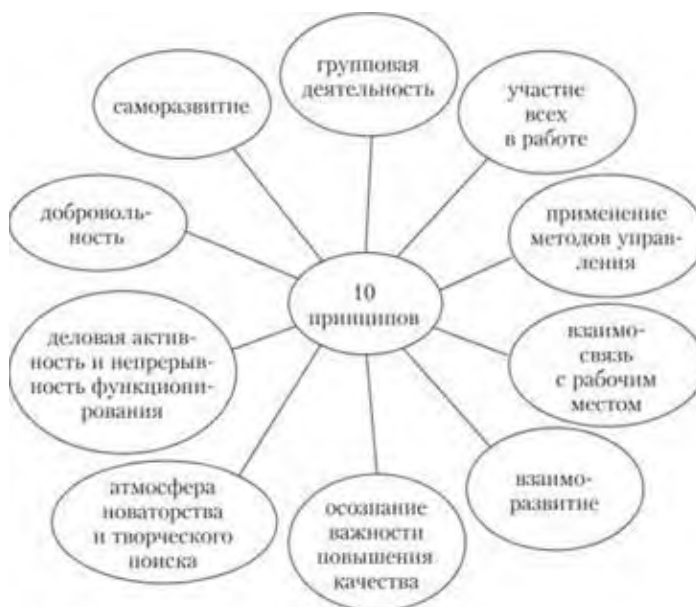 групповая
деятельность
саморазвитие
участие
всех
в работе
доброволь-
ность
применение
методов управ-
ления
10
принципов
деловая актив-
ность и непрерыв-
ность функциони-
рования
взаимо-
связь
с рабочим
местом
взаимо-
развитие
атмосфера
новаторства
и творческого
поиска
осознание
важности
повышения
качества